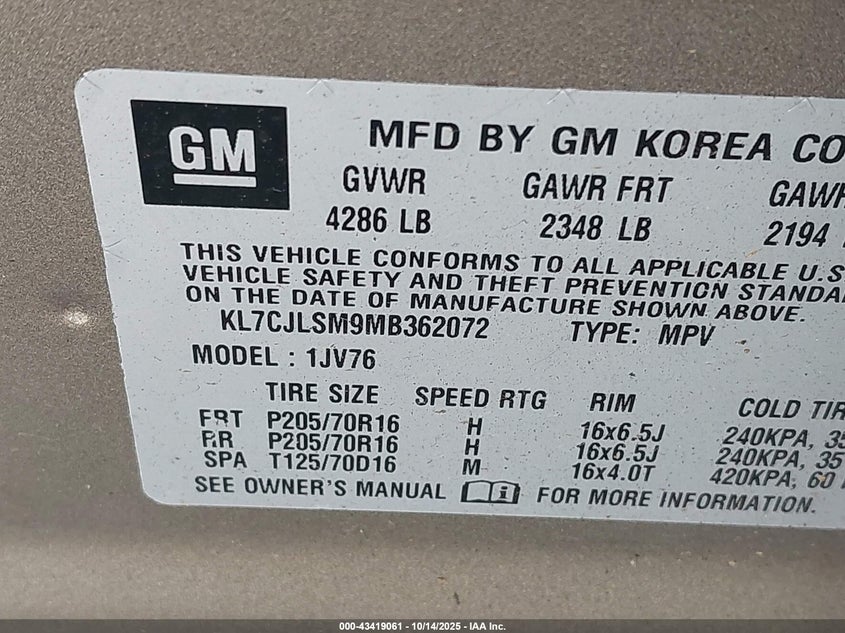 GM
MFD BY GM KOREA CO
GVWR GAWR FRT GAWR
4286 LB 2348 LB 2194
THIS VEHICLE CONFORMS TO ALL APPLICABLE U.S
VEHICLE SAFETY AND THEFT PREVENTION STANDA
ON THE DATE OF MANUFACTURE SHOWN ABOVE.
KL7CJLSM9MB362072 TYPE: MPV
MODEL : 1JV76
TIRE SIZE SPEED RTG RIM COLD TIR
FRT P205/70R16 H 16x6.5J 240KPA, 35
RR P205/70R16 H 16x6.5J 240KPA, 35
SPA T125/70D16 M 16x4.0T 420KPA, 60
SEE OWNER'S MANUAL FOR MORE INFORMATION.
000-43419061 - 10/14/2025 - IAA Inc.